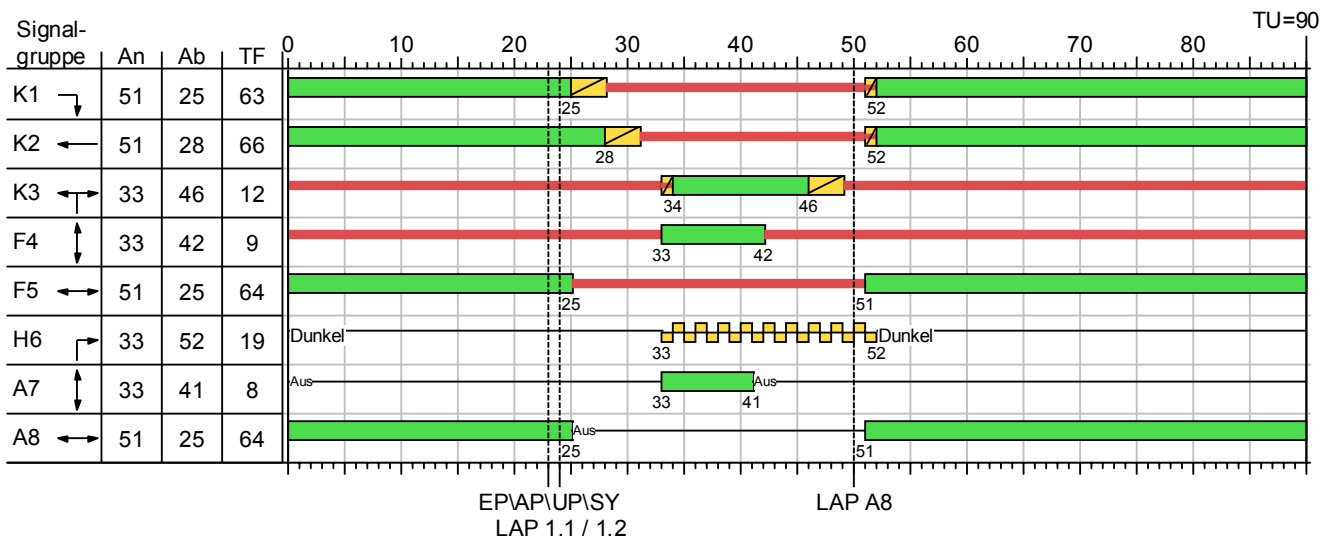 TU=90
Signal-
gruppe An Ab TF 0 10 20 30 40 50 60 70 80
K1 51 25 63
25 52
K2 51 28 66
28 52
K3 33 46 12
34 46
F4 33 42 9
33 42
F5 51 25 64
25 51
H6 33 52 19 Dunkel Dunkel
33 52
A7 33 41 8 Aus Aus
33 41
A8 51 25 64 Aus
25 51
EP\AP\UP\SY LAP A8
LAP 1.1 / 1.2